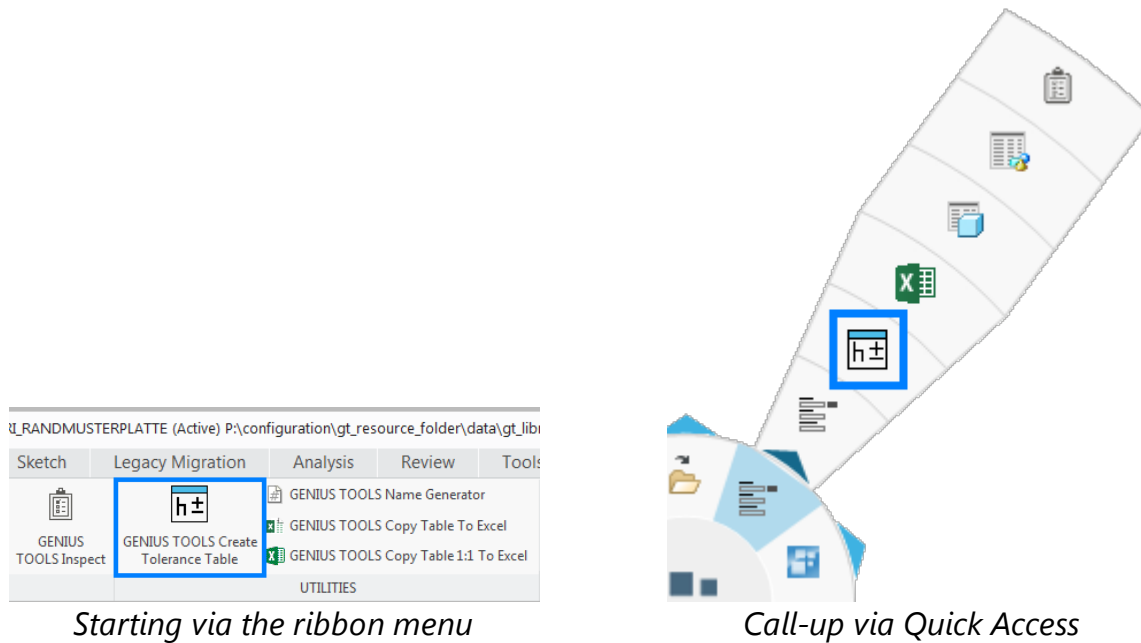 RI_RANDMUSTERPLATTE (Active) P:\configuration\gt_resource_folder\data\gt_libr
Sketch Legacy Migration Analysis Review Tools
GENIUS
TOOLS Inspect
GENIUS TOOLS Create
Tolerance Table
GENIUS TOOLS Name Generator
GENIUS TOOLS Copy Table To Excel
GENIUS TOOLS Copy Table 1:1 To Excel
UTILITIES
h±
h±
Starting via the ribbon menu
Call-up via Quick Access